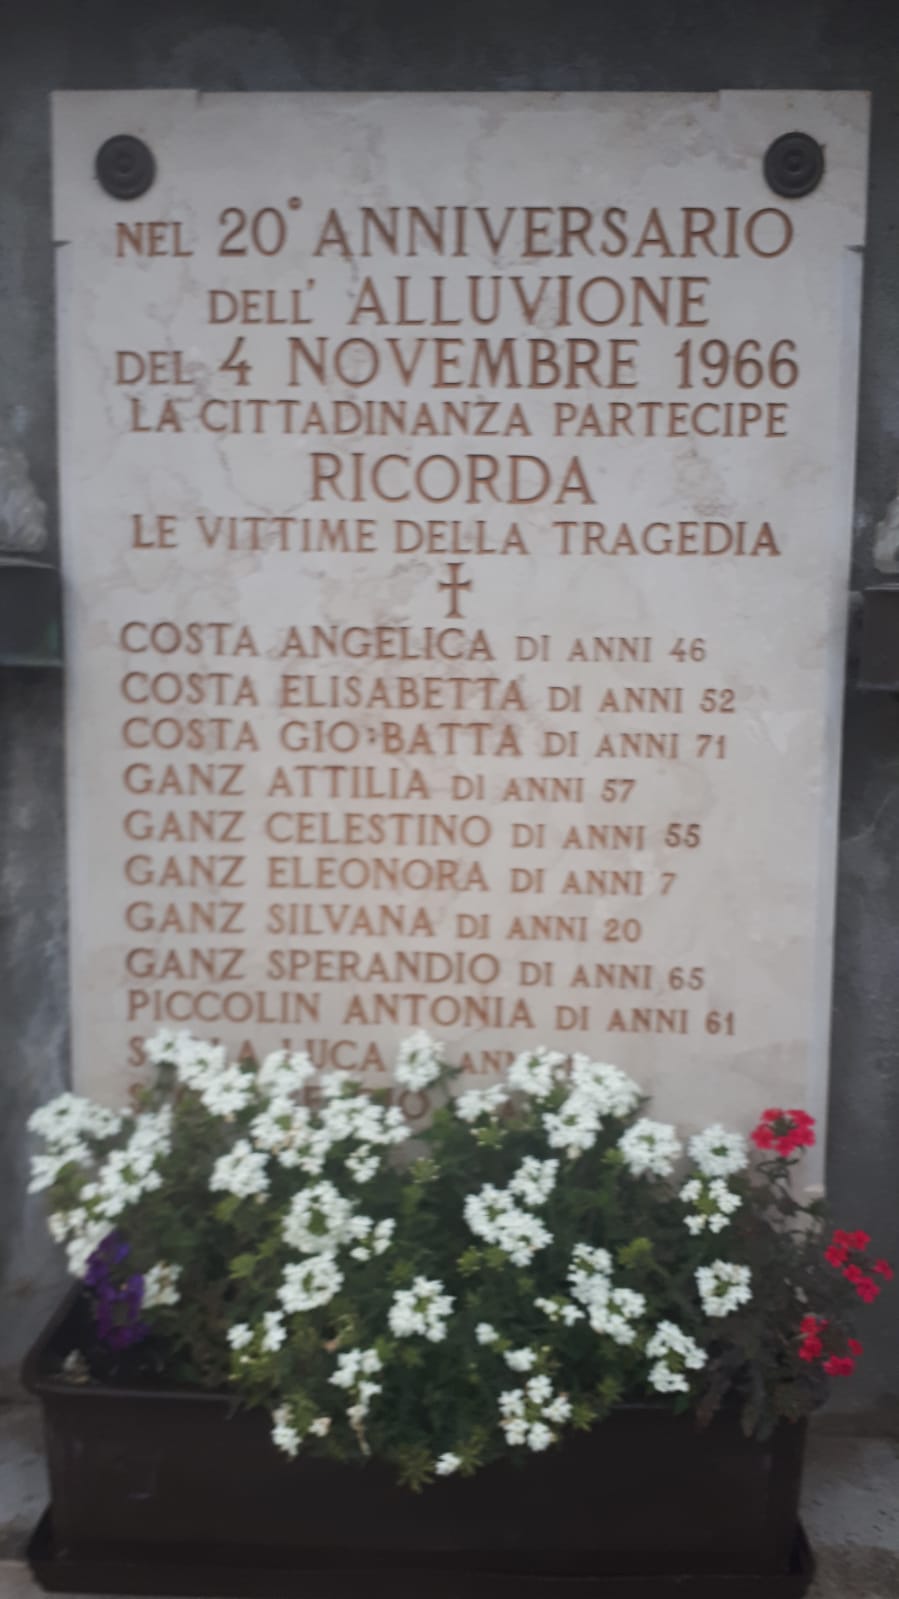 NEL 20° ANNIVERSARIO
DELL' ALLUVIONE
DEL 4 NOVEMBRE 1966
LA CITTADINANZA PARTECIPE
RICORDA
LE VITTIME DELLA TRAGEDIA
COSTA ANGELICA DI ANNI 46
COSTA ELISABETTA DI ANNI 52
COSTA GIO:BATTA DI ANNI 71
GANZ ATTILIA DI ANNI 57
GANZ CELESTINO DI ANNI 55
GANZ ELEONORA DI ANNI 7
GANZ SILVANA DI ANNI 20
GANZ SPERANDIO DI ANNI 65
PICCOLIN ANTONIA DI ANNI 61
LUCA